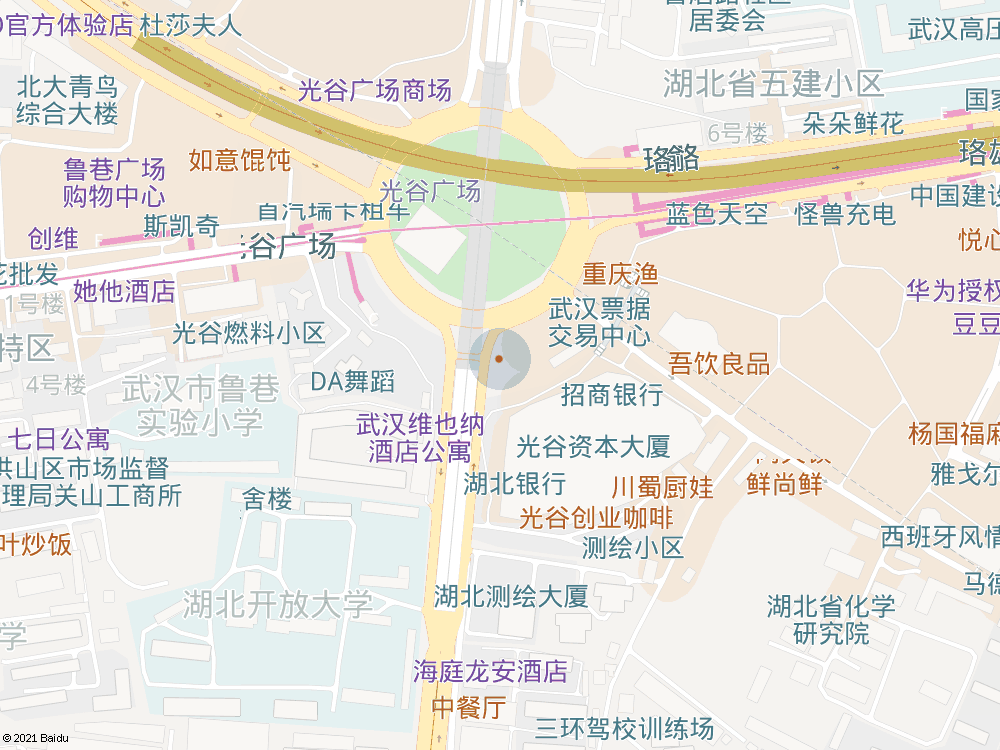 官方体验店
杜莎夫人
居委会
武汉高压
北大青鸟
综合大楼
光谷广场商场
湖北省五建小区
国家
6号楼
朵朵鲜花
鲁巷广场
购物中心
如意馄饨
光谷广场
珞
中国建设
斯凯奇
蓝色天空
怪兽充电
创维
谷广场
悦心
花批发
她他酒店
重庆渔
华为授权
1号楼
武汉票据
交易中心
豆豆
光谷燃料小区
特区
4号楼
武汉市鲁巷
实验小学
DA舞蹈
吾饮良品
招商银行
武汉维也纳
酒店公寓
杨国福麻
七日公寓
光谷资本大厦
洪山区市场监督
管理局关山工商所
湖北银行
川蜀厨娃
鲜尚鲜
雅戈尔
舍楼
光谷创业咖啡
叶炒饭
测绘小区
西班牙风情
湖北开放大学
湖北测绘大厦
马德
湖北省化学
研究院
学
海庭龙安酒店
中餐厅
三环驾校训练场
© 2021 Baidu